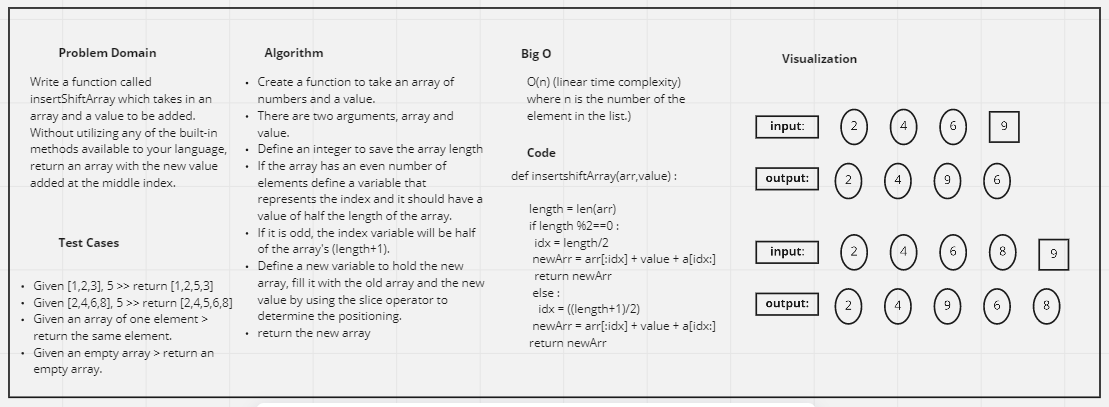 Problem Domain
Write a function called
insertShiftArray which takes in an
array and a value to be added.
Without utilizing any of the built-in
methods available to your language,
return an array with the new value
added at the middle index.
Test Cases
• Given [1,2,3], 5 >> return [1,2,5,3]
• Given [2,4,6,8], 5 >> return [2,4,5,6,8]
• Given an array of one element >
return the same element.
• Given an empty array > return an
empty array.
Algorithm
• Create a function to take an array of
numbers and a value.
• There are two arguments, array and
value.
• Define an integer to save the array length
• If the array has an even number of
elements define a variable that
represents the index and it should have a
value of half the length of the array.
• If it is odd, the index variable will be half
of the array's (length+1).
• Define a new variable to hold the new
array, fill it with the old array and the new
value by using the slice operator to
determine the positioning.
• return the new array
Big O
O(n) (linear time complexity)
where n is the number of the
element in the list.)
Code
def insertshiftArray(arr,value) :
length = len(arr)
if length %2==0 :
idx = length/2
newArr = arr[:idx] + value + a[idx:]
return newArr
else :
idx = ((length+1)/2)
newArr = arr[:idx] + value + a[idx:]
return newArr
Visualization
input: 2 4 6 9
output: 2 4 9 6
input: 2 4 6 8 9
output: 2 4 9 6 8